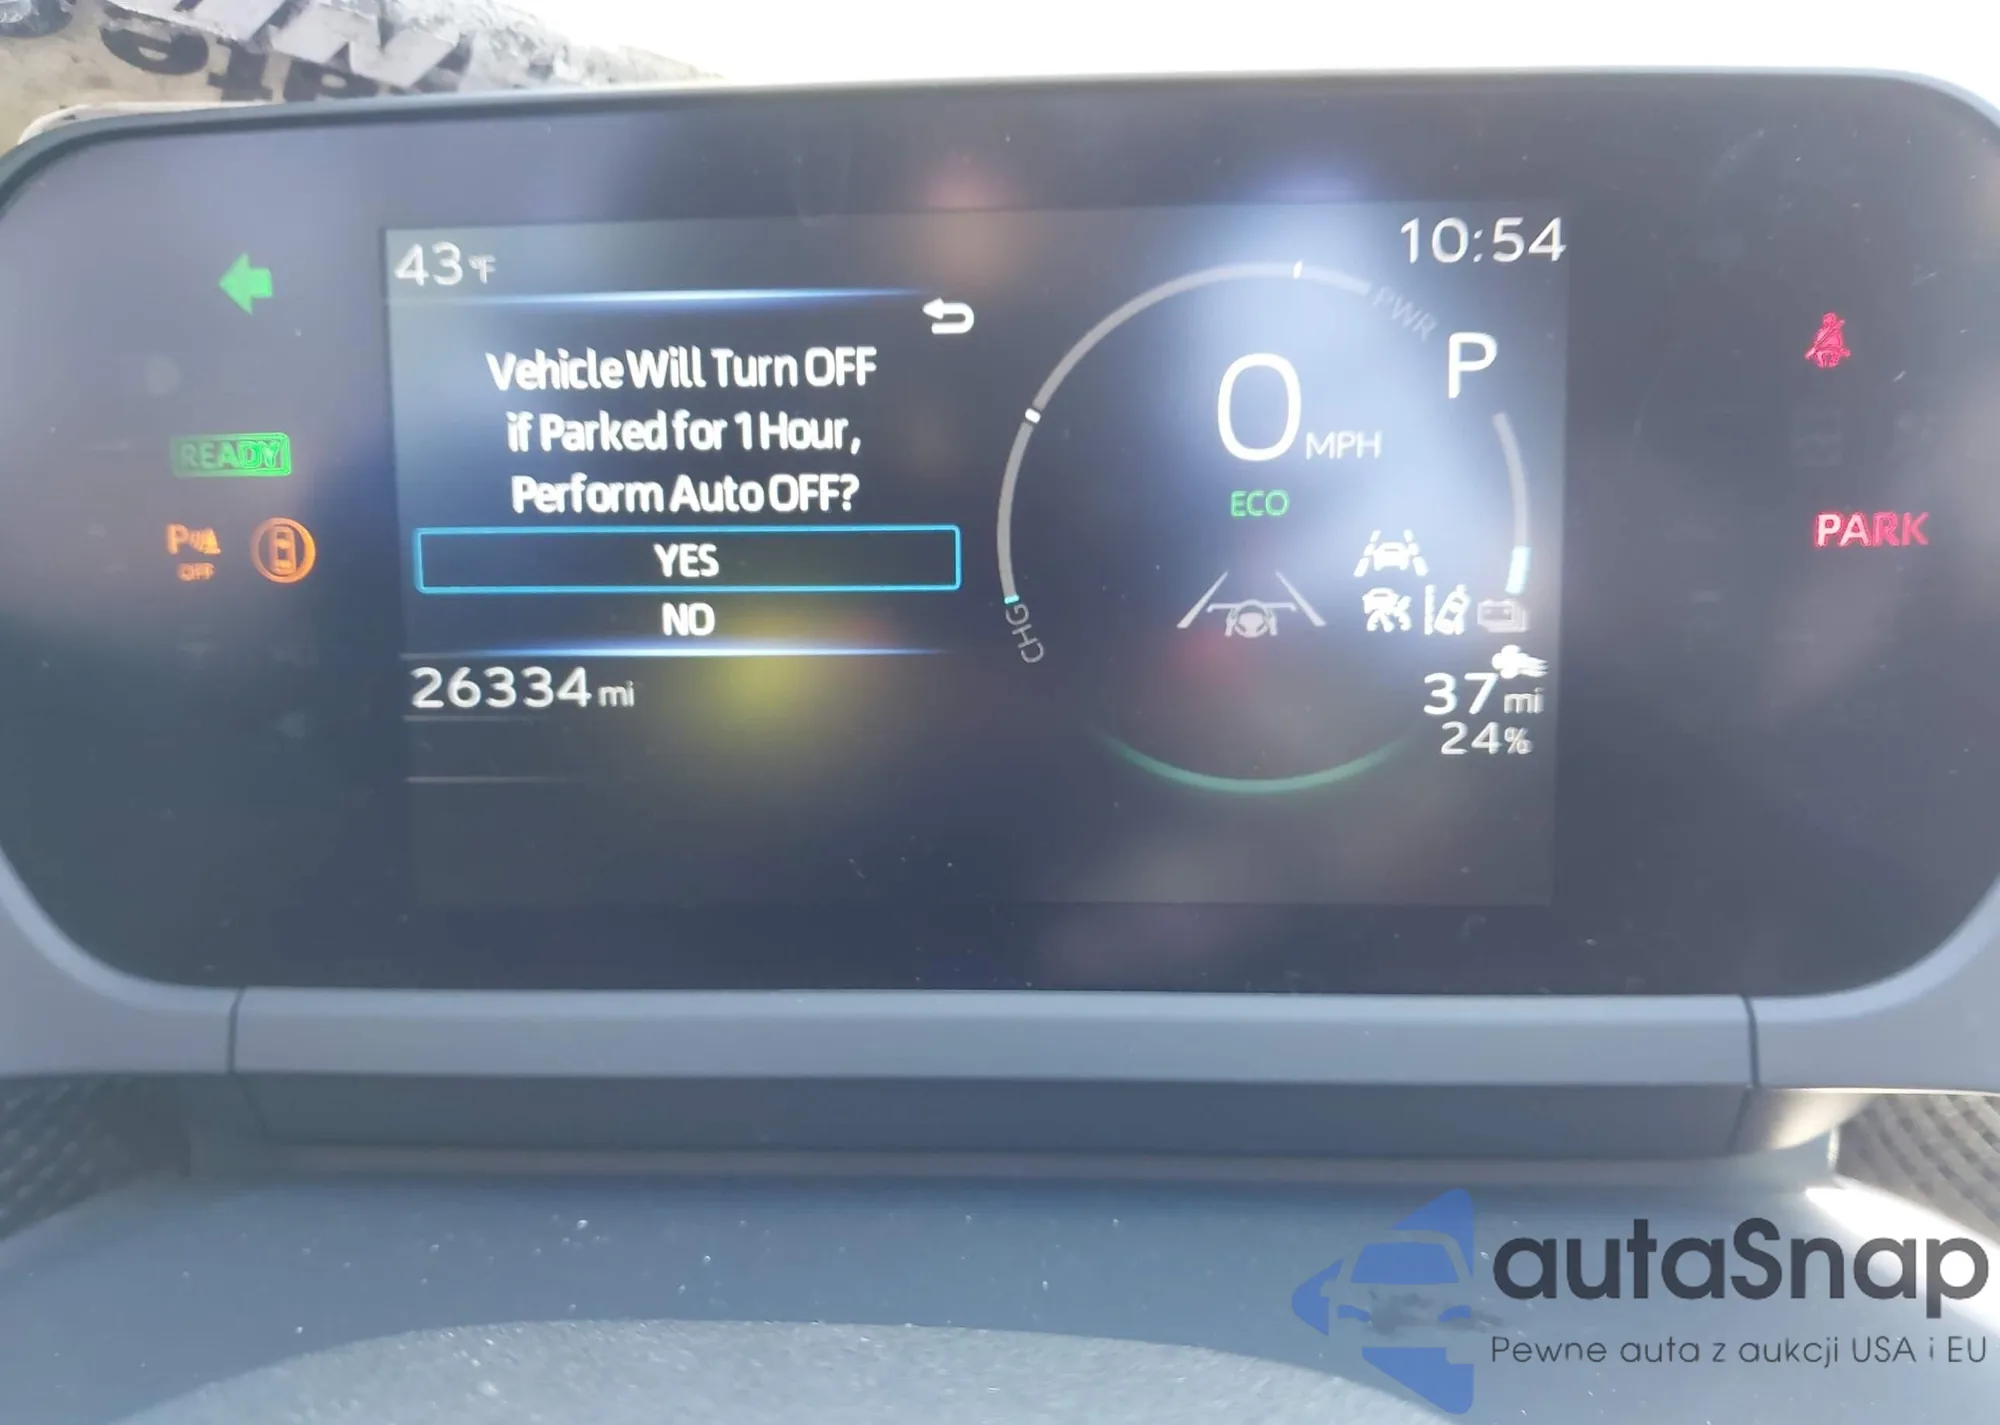 43°F
10:54
Vehicle Will Turn OFF
if Parked for 1 Hour,
Perform Auto OFF?
YES
NO
26334 mi
READY
P
OFF
PWR
P
0 MPH
ECO
CHG
37 mi
24%
PARK
autaSnap
Pewne auta z aukcji USA i EU